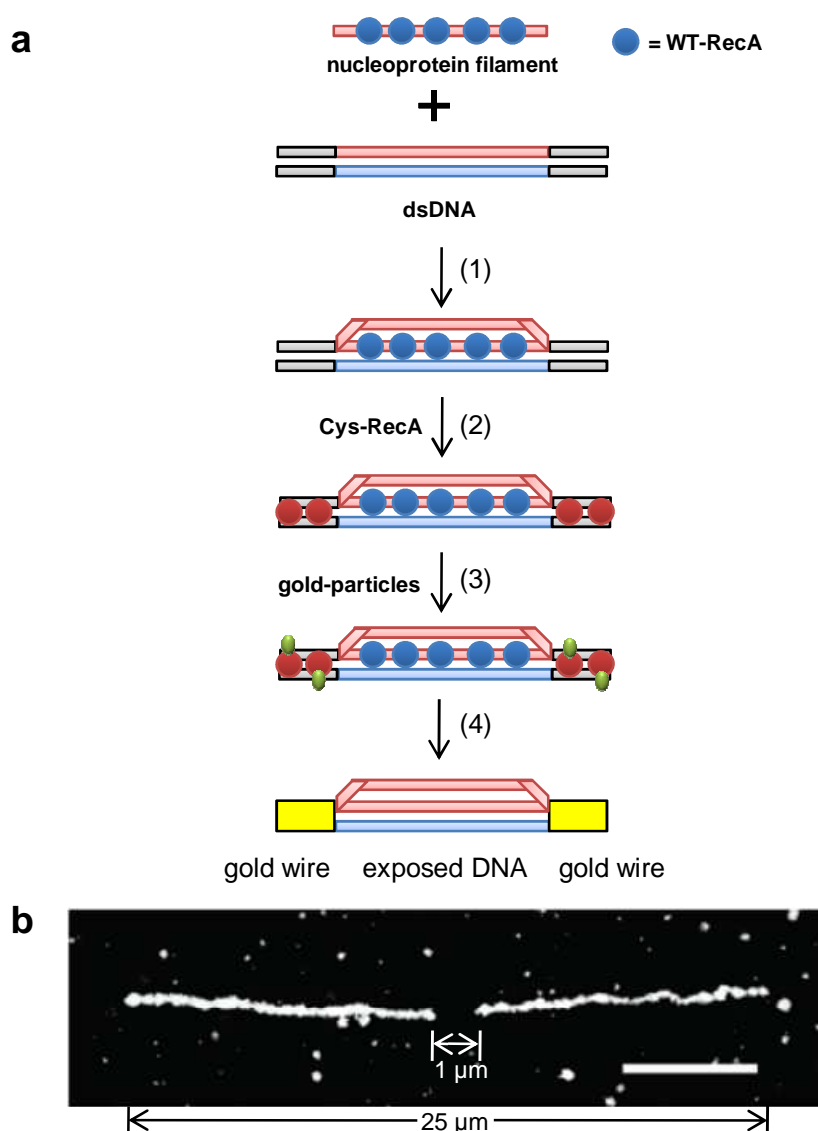 a
= WT-RecA
nucleoprotein filament
+
dsDNA
(1)
Cys-RecA (2)
gold-particles (3)
(4)
gold wire exposed DNA gold wire
b
1 μm
25 μm